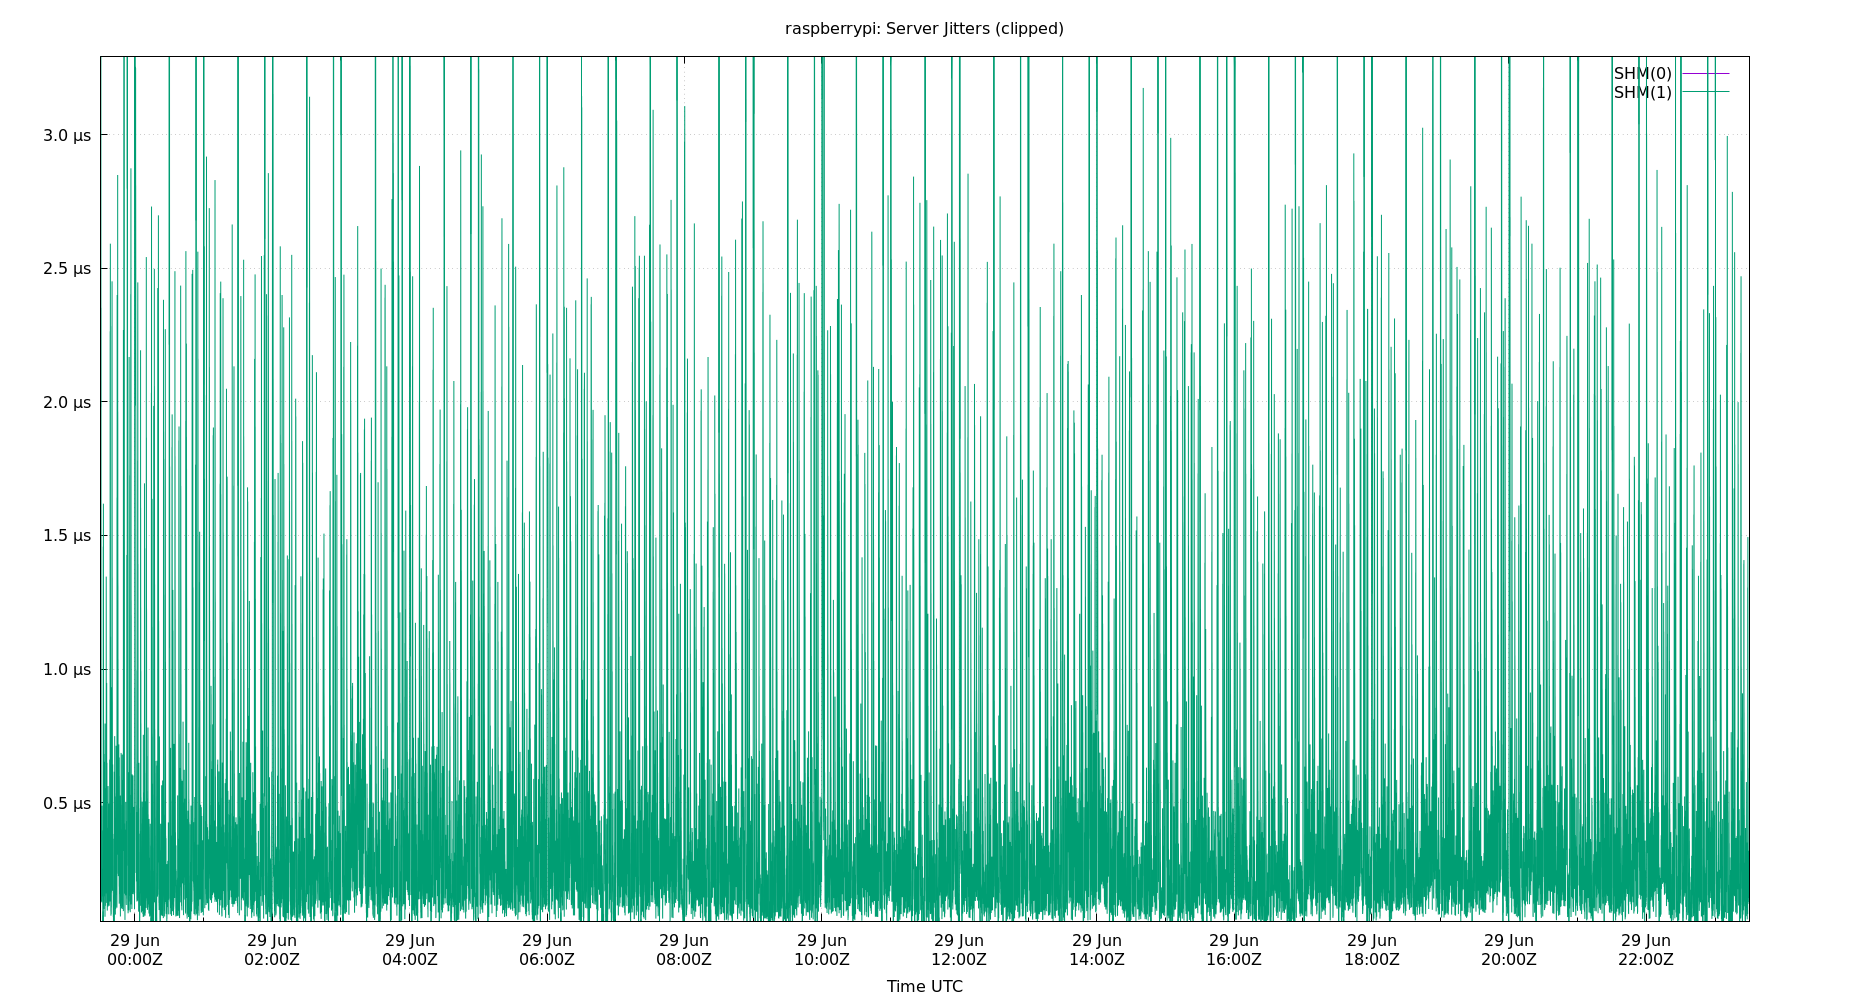 raspberrypi: Server Jitters (clipped)
SHM(0)
SHM(1)
3.0 µs
2.5 µs
2.0 µs
1.5 µs
1.0 µs
0.5 µs
29 Jun 29 Jun 29 Jun 29 Jun 29 Jun 29 Jun 29 Jun 29 Jun 29 Jun 29 Jun 29 Jun 29 Jun
00:00Z 02:00Z 04:00Z 06:00Z 08:00Z 10:00Z 12:00Z 14:00Z 16:00Z 18:00Z 20:00Z 22:00Z
Time UTC